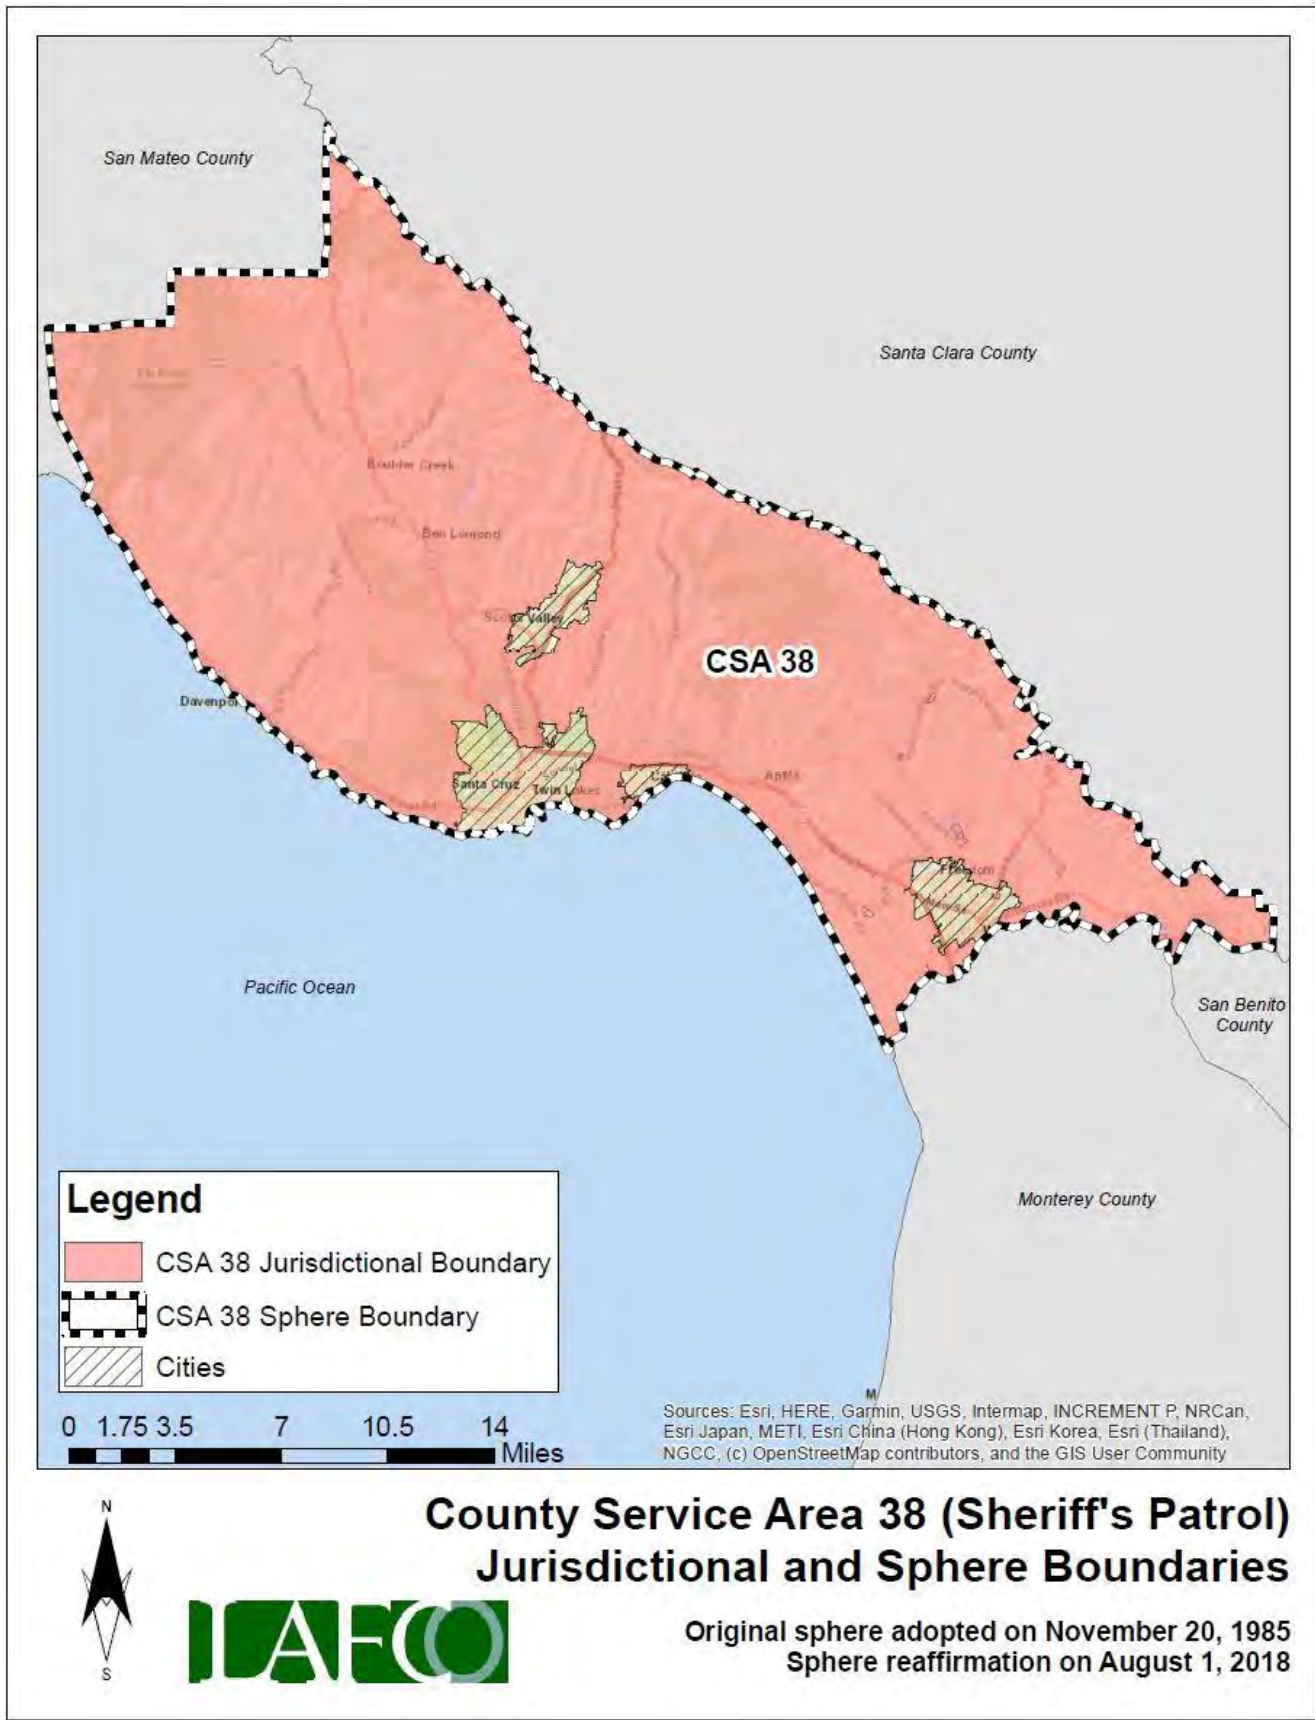 San Mateo County
Santa Clara County
Boulder Creek
Ben Lomond
Scotts Valley
CSA 38
Davenpor
Aptos
Santa Cruz
Twin Lakes
Freedom
Pacific Ocean
San Benito
County
Monterey County
Legend
CSA 38 Jurisdictional Boundary
CSA 38 Sphere Boundary
Cities
0 1.75 3.5 7 10.5 14
Miles
M
Sources: Esri, HERE, Garmin, USGS, Intermap, INCREMENT P, NRCan,
Esri Japan, METI, Esri China (Hong Kong), Esri Korea, Esri (Thailand),
NGCC, (c) OpenStreetMap contributors, and the GIS User Community
N
S
LAFCO
County Service Area 38 (Sheriff's Patrol)
Jurisdictional and Sphere Boundaries
Original sphere adopted on November 20, 1985
Sphere reaffirmation on August 1, 2018